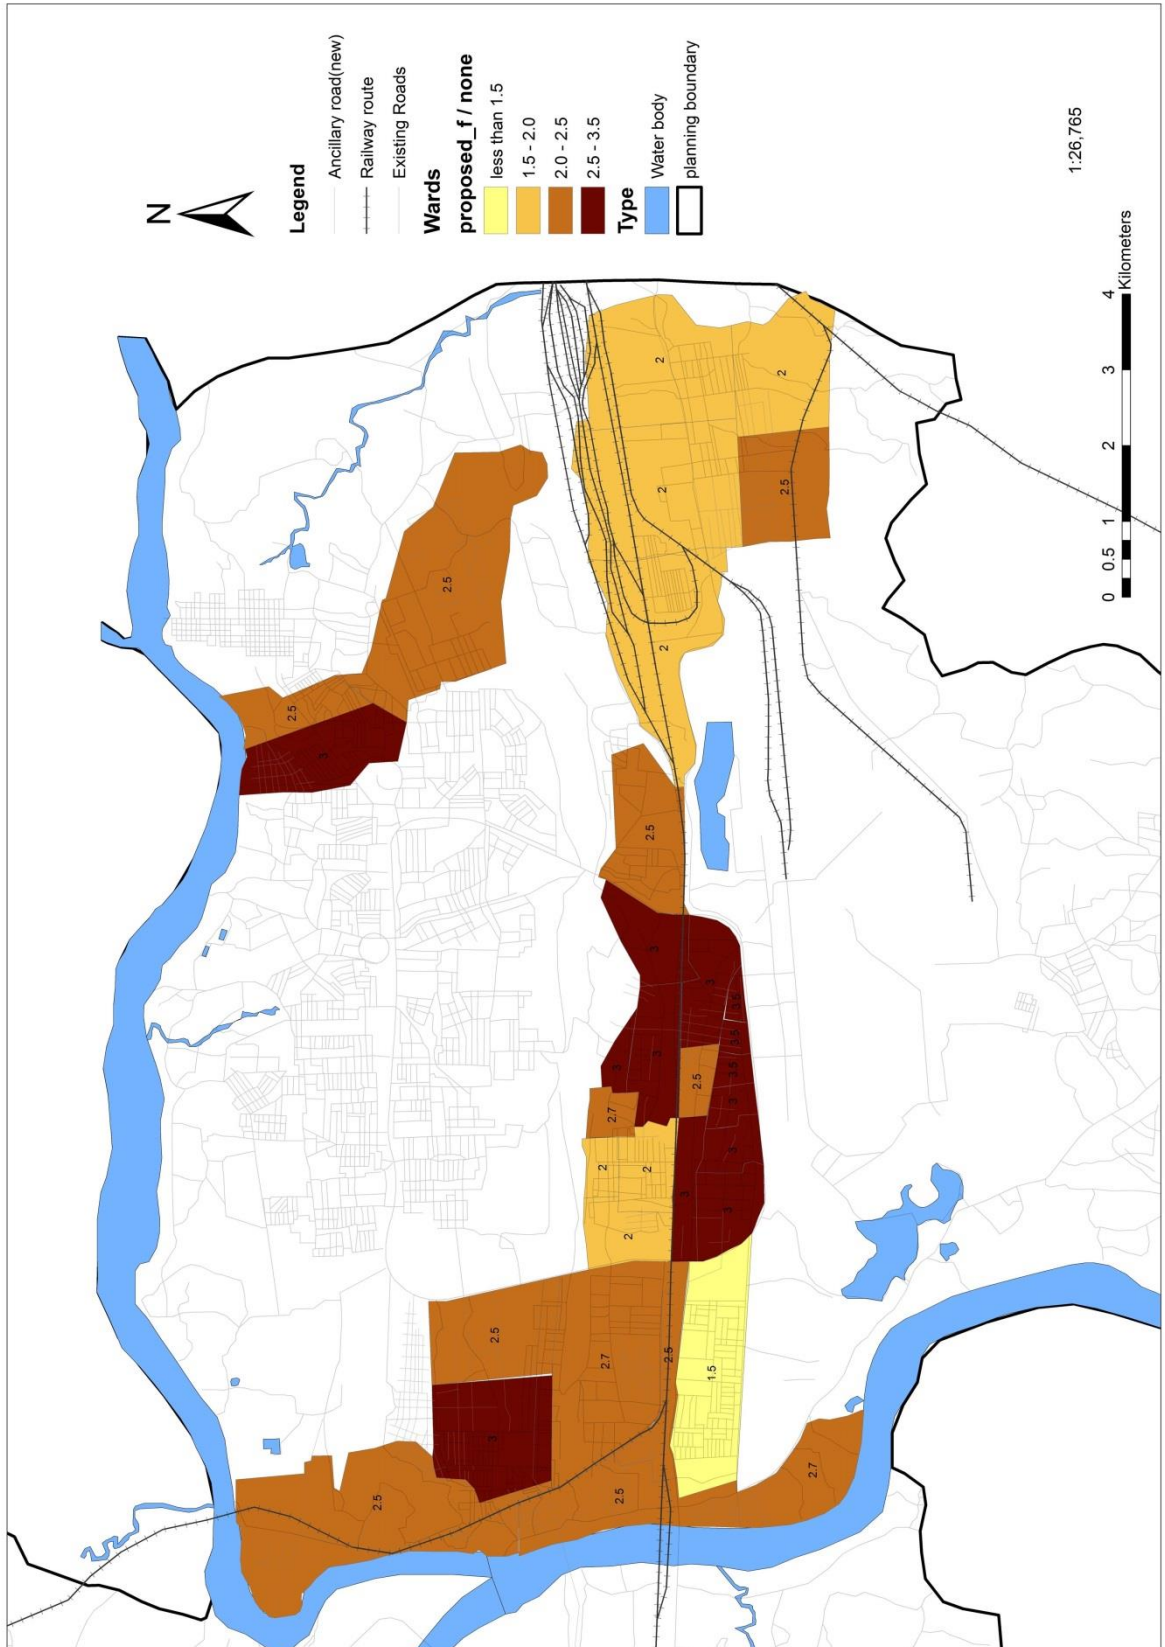 N
Legend
Ancillary road(new)
Railway route
Existing Roads
Wards
proposed_f / none
less than 1.5
1.5 - 2.0
2.0 - 2.5
2.5 - 3.5
Type
Water body
planning boundary
1:26,765
0 0.5 1 2 3 4
Kilometers
2
2
2.5
2
2
2.5
2.5
3
2.5
3
3
3.5
3.5
3.5
3
3
2.5
2.7
3
3
3
3
2
2
2
2.5
2.7
2.5
1.5
3
2.5
2.5
2.7